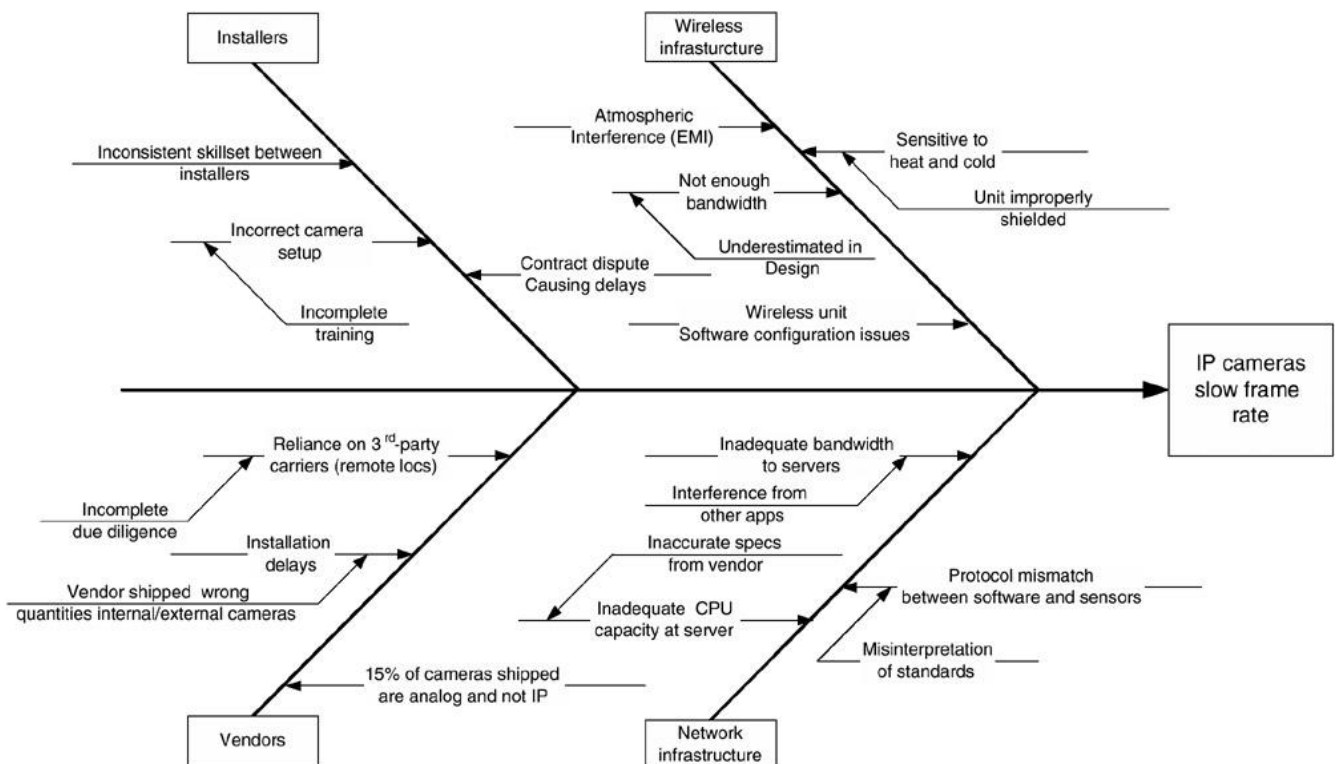 Installers
Wireless
infrasturcture
Atmospheric
Interference (EMI)
Inconsistent skillset between
installers
Sensitive to
heat and cold
Not enough
bandwidth
Unit improperly
shielded
Incorrect camera
setup
Underestimated in
Design
Contract dispute
Causing delays
Incomplete
training
Wireless unit
Software configuration issues
IP cameras
slow frame
rate
Reliance on 3rd-party
carriers (remote locs)
Inadequate bandwidth
to servers
Incomplete
due diligence
Interference from
other apps
Installation
delays
Inaccurate specs
from vendor
Vendor shipped wrong
quantities internal/external cameras
Protocol mismatch
between software and sensors
Inadequate CPU
capacity at server
Misinterpretation
of standards
15% of cameras shipped
are analog and not IP
Vendors
Network
infrastructure